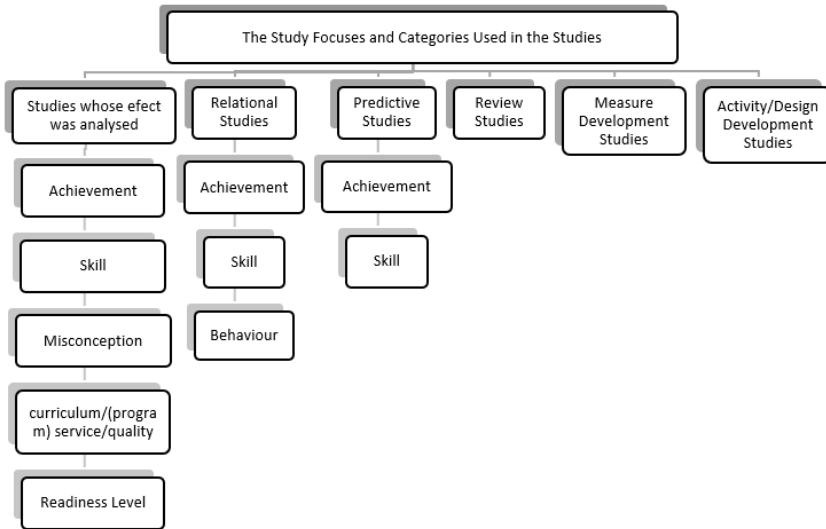 The Study Focuses and Categories Used in the Studies
Studies whose efect
was analysed
Achievement
Skill
Misconception
curriculum/(progra
m) service/quality
Readiness Level
Relational
Studies
Achievement
Skill
Behaviour
Predictive
Studies
Achievement
Skill
Review
Studies
Measure
Development
Studies
Activity/Design
Development
Studies